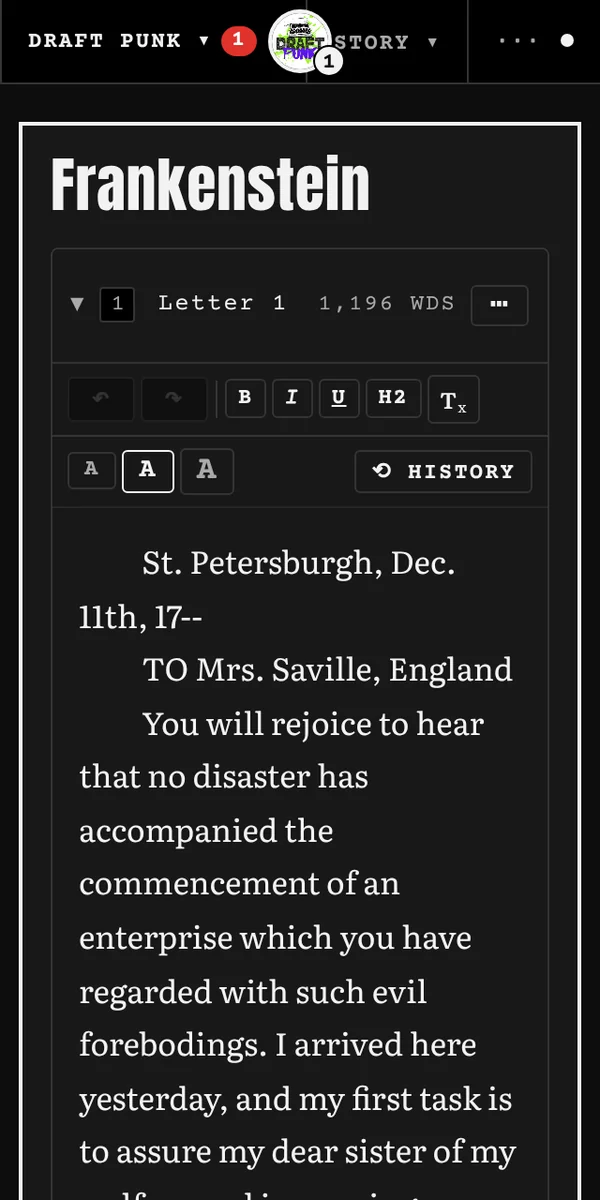 DRAFT PUNK ▼ 1
DRAFT PUNK
1
STORY ▼
...
Frankenstein
▼ 1 Letter 1 1,196 WDS ...
↶ ↷ B I U H2 Tx
A A A ⟲ HISTORY
St. Petersburgh, Dec.
11th, 17--
TO Mrs. Saville, England
You will rejoice to hear
that no disaster has
accompanied the
commencement of an
enterprise which you have
regarded with such evil
forebodings. I arrived here
yesterday, and my first task is
to assure my dear sister of my